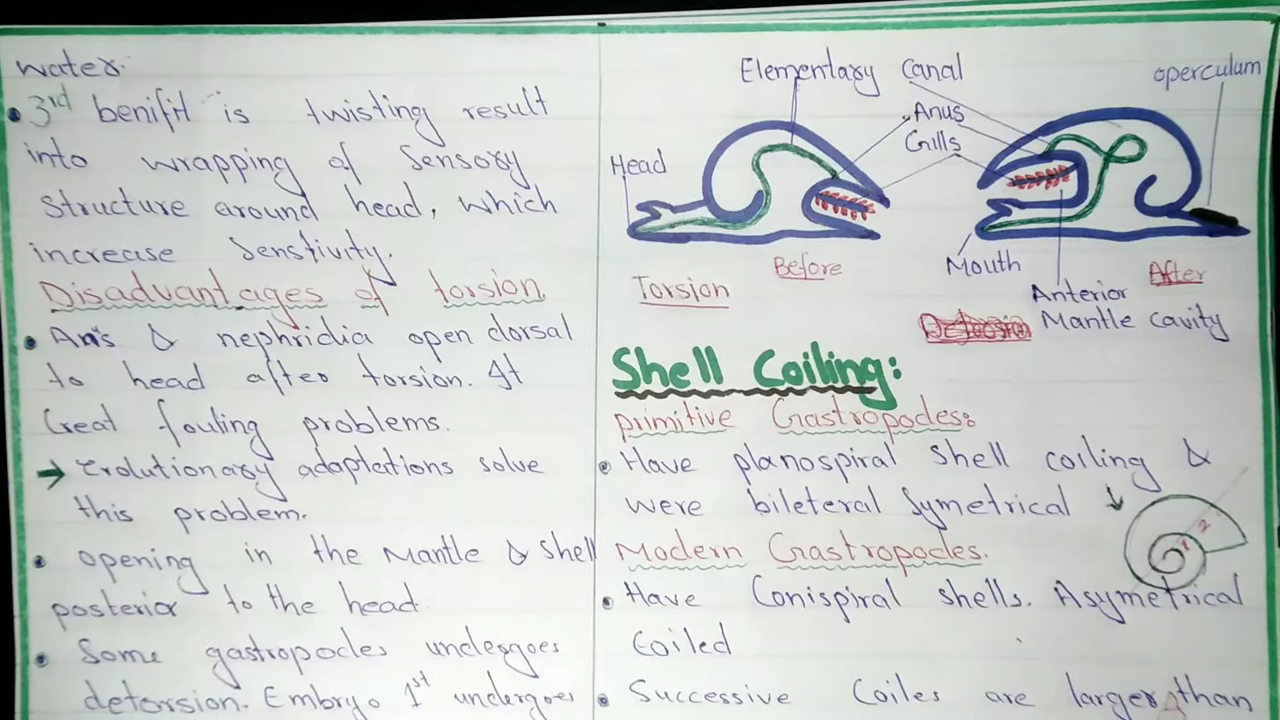 water.
• 3rd benifit is twisting result
into wrapping of sensory
structure around head, which
increase senstivity.
Disadvantages of torsion
• Ans & nephridia open dorsal
to head after torsion. It
Creat fouling problems.
→ Evolutionary adaptations solve
this problem.
• opening in the Mantle & shell
posterior to the head
• Some gastropodes undergoes
detorsion. Embryo 1st undergoes
Elementary Canal
operculum
Anus
Gills
Head
Before
Mouth
After
Torsion
Anterior
Mantle cavity
Shell Coiling:
primitive Gastropodes:
• Have planospiral shell coiling &
were bileteral symetrical
1 2
Modern Gastropodes.
• Have Conispiral shells. Asymetrical
Coiled
• Successive Coiles are larger than